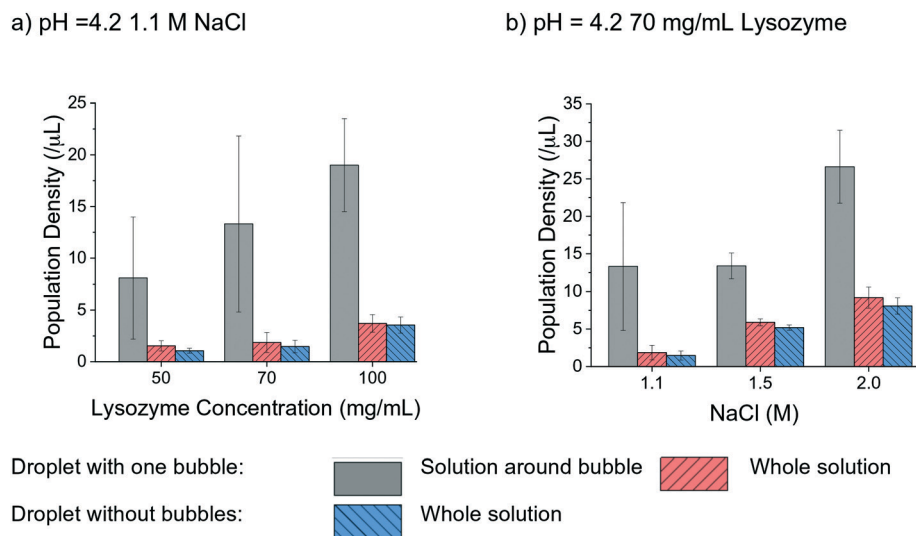 a) pH =4.2 1.1 M NaCl
b) pH = 4.2 70 mg/mL Lysozyme
Population Density (/μL)
25
20
15
10
5
0
50 70 100
Lysozyme Concentration (mg/mL)
Population Density (/μL)
35
30
25
20
15
10
5
0
1.1 1.5 2.0
NaCl (M)
Droplet with one bubble: Solution around bubble Whole solution
Droplet without bubbles: Whole solution